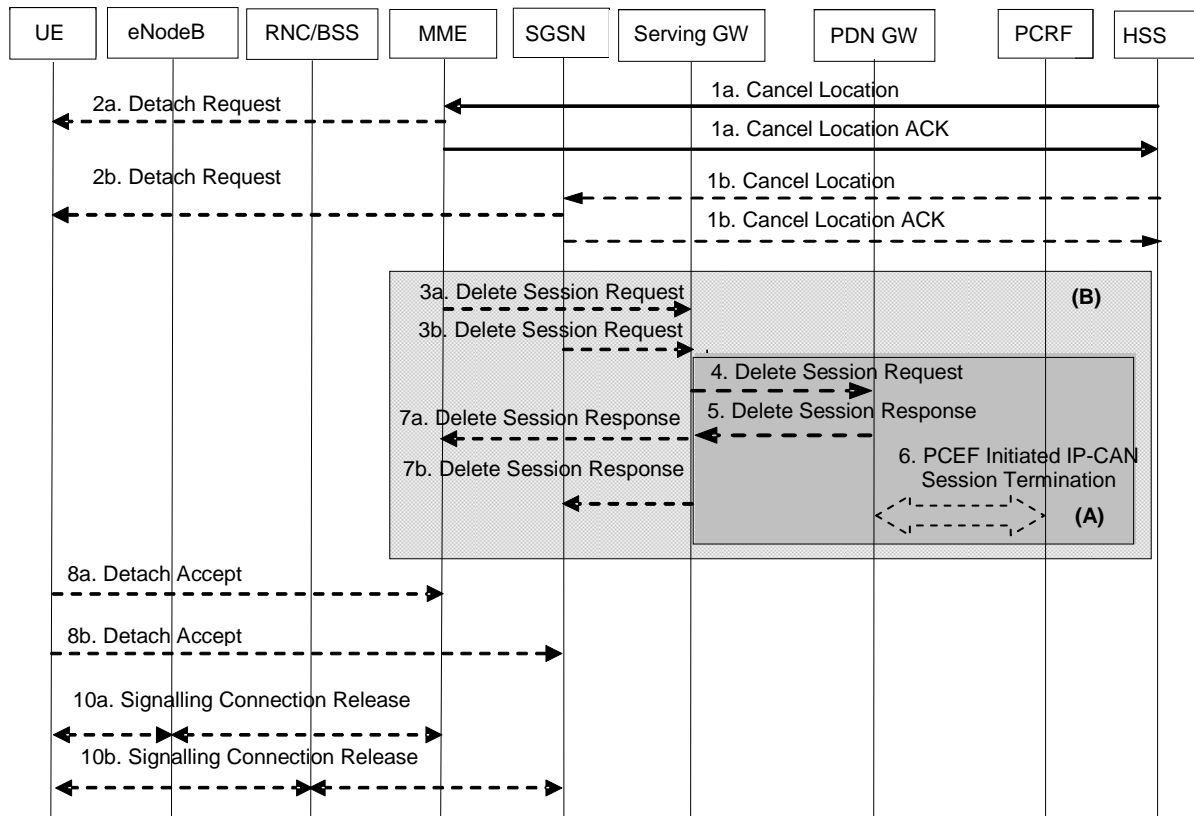 UE
eNodeB
RNC/BSS
MME
SGSN
Serving GW
PDN GW
PCRF
HSS
1a. Cancel Location
2a. Detach Request
1a. Cancel Location ACK
2b. Detach Request
1b. Cancel Location
1b. Cancel Location ACK
3a. Delete Session Request
(B)
3b. Delete Session Request
4. Delete Session Request
7a. Delete Session Response
5. Delete Session Response
7b. Delete Session Response
6. PCEF Initiated IP-CAN
Session Termination
(A)
8a. Detach Accept
8b. Detach Accept
10a. Signalling Connection Release
10b. Signalling Connection Release